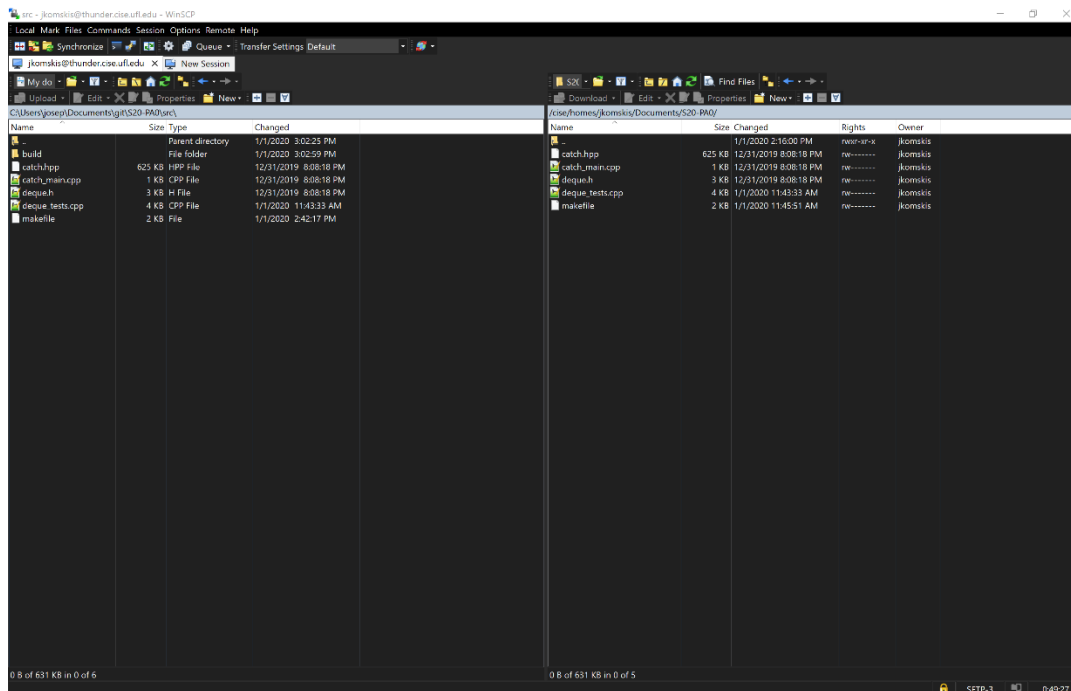 src - jkomskis@thunder.cise.ufl.edu - WinSCP
Local Mark Files Commands Session Options Remote Help
Synchronize Queue Transfer Settings Default
jkomskis@thunder.cise.ufl.edu X New Session
My do
Upload Edit Properties New
C:\Users\josep\Documents\git\S20-PA0\src\
Name Size Type Changed
.. Parent directory 1/1/2020 3:02:25 PM
build File folder 1/1/2020 3:02:59 PM
catch.hpp 625 KB HPP File 12/31/2019 8:08:18 PM
catch_main.cpp 1 KB CPP File 12/31/2019 8:08:18 PM
deque.h 3 KB H File 12/31/2019 8:08:18 PM
deque_tests.cpp 4 KB CPP File 1/1/2020 11:43:33 AM
makefile 2 KB File 1/1/2020 2:42:17 PM
0 B of 631 KB in 0 of 6
S20 Find Files
Download Edit Properties New
/cise/homes/jkomskis/Documents/S20-PA0/
Name Size Changed Rights Owner
.. 1/1/2020 2:16:00 PM rwxr-xr-x jkomskis
catch.hpp 625 KB 12/31/2019 8:08:18 PM rw------- jkomskis
catch_main.cpp 1 KB 12/31/2019 8:08:18 PM rw------- jkomskis
deque.h 3 KB 12/31/2019 8:08:18 PM rw------- jkomskis
deque_tests.cpp 4 KB 1/1/2020 11:43:33 AM rw------- jkomskis
makefile 2 KB 1/1/2020 11:45:51 AM rw------- jkomskis
0 B of 631 KB in 0 of 5
SFTP-3 0:49:27